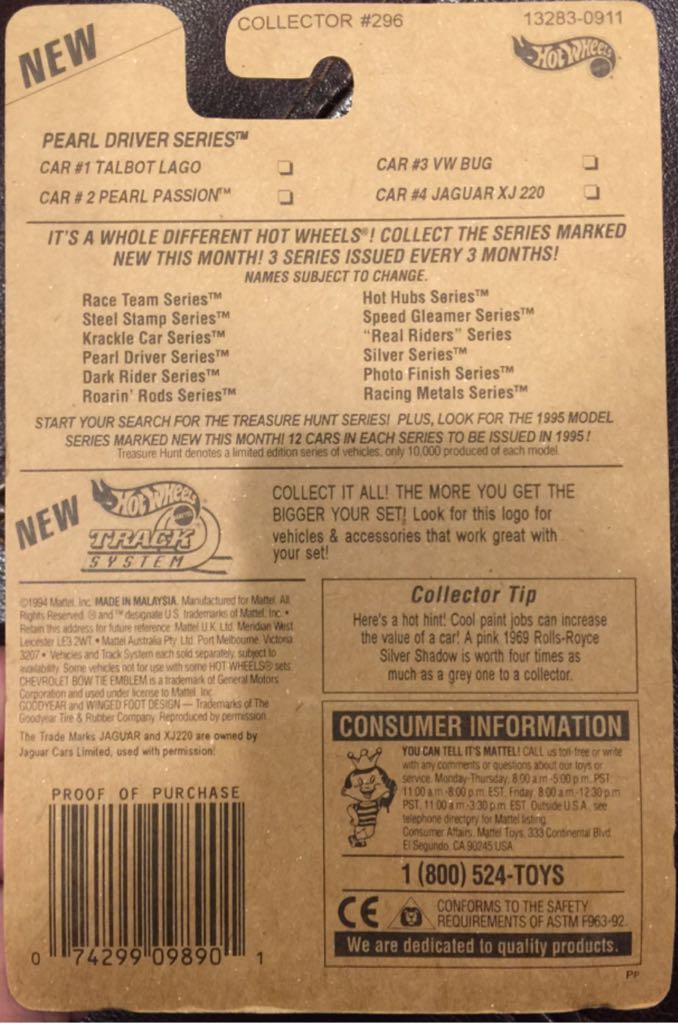 NEW
COLLECTOR #296
13283-0911
HOT WHEELS
PEARL DRIVER SERIES™
CAR #1 TALBOT LAGO
CAR # 2 PEARL PASSION™
CAR #3 VW BUG
CAR #4 JAGUAR XJ 220
IT'S A WHOLE DIFFERENT HOT WHEELS®! COLLECT THE SERIES MARKED
NEW THIS MONTH! 3 SERIES ISSUED EVERY 3 MONTHS!
NAMES SUBJECT TO CHANGE.
Race Team Series™
Steel Stamp Series™
Krackle Car Series™
Pearl Driver Series™
Dark Rider Series™
Roarin' Rods Series™
Hot Hubs Series™
Speed Gleamer Series™
"Real Riders" Series
Silver Series™
Photo Finish Series™
Racing Metals Series™
START YOUR SEARCH FOR THE TREASURE HUNT SERIES! PLUS, LOOK FOR THE 1995 MODEL
SERIES MARKED NEW THIS MONTH! 12 CARS IN EACH SERIES TO BE ISSUED IN 1995!
Treasure Hunt denotes a limited edition series of vehicles, only 10,000 produced of each model.
NEW
HOT WHEELS
TRACK
SYSTEM
COLLECT IT ALL! THE MORE YOU GET THE
BIGGER YOUR SET! Look for this logo for
vehicles & accessories that work great with
your set!
©1994 Mattel, Inc. MADE IN MALAYSIA. Manufactured for Mattel. All
Rights Reserved. ® and ™ designate U.S. trademarks of Mattel, Inc. •
Retain this address for future reference: Mattel U.K. Ltd. Meridian West
Leicester LE3 2WT • Mattel Australia Pty. Ltd. Port Melbourne, Victoria
3207 • Vehicles and Track System each sold separately, subject to
availability. Some vehicles not for use with some HOT WHEELS® sets.
CHEVROLET BOW TIE EMBLEM is a trademark of General Motors
Corporation and used under license to Mattel, Inc.
GOODYEAR and WINGED FOOT DESIGN — Trademarks of The
Goodyear Tire & Rubber Company. Reproduced by permission.
The Trade Marks JAGUAR and XJ220 are owned by
Jaguar Cars Limited, used with permission!
Collector Tip
Here's a hot hint! Cool paint jobs can increase
the value of a car! A pink 1969 Rolls-Royce
Silver Shadow is worth four times as
much as a grey one to a collector.
CONSUMER INFORMATION
YOU CAN TELL IT'S MATTEL! CALL us toll-free or write
with any comments or questions about our toys or
service. Monday-Thursday, 8:00 a.m.-5:00 p.m. PST.
11:00 a.m.-8:00 p.m. EST. Friday, 8:00 a.m.-12:30 p.m.
PST, 11:00 a.m.-3:30 p.m. EST. Outside U.S.A. see
telephone directory for Mattel listing.
Consumer Affairs, Mattel Toys, 333 Continental Blvd.
El Segundo, CA 90245 USA
1 (800) 524-TOYS
CE
CONFORMS TO THE SAFETY
REQUIREMENTS OF ASTM F963-92.
We are dedicated to quality products.
PROOF OF PURCHASE
0 74299 09890 1
PP